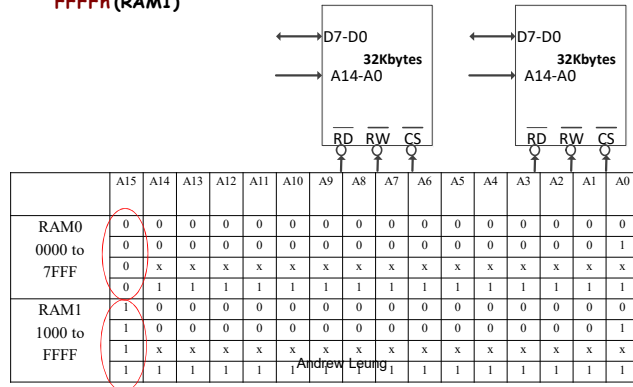 FFFFh (RAM1)
D7-D0
32Kbytes
A14-A0
RD RW CS
D7-D0
32Kbytes
A14-A0
RD RW CS
A15 A14 A13 A12 A11 A10 A9 A8 A7 A6 A5 A4 A3 A2 A1 A0
RAM0
0000 to
7FFF
0 0 0 0 0 0 0 0 0 0 0 0 0 0 0 0
0 0 0 0 0 0 0 0 0 0 0 0 0 0 0 1
0 x x x x x x x x x x x x x x x
0 1 1 1 1 1 1 1 1 1 1 1 1 1 1 1
RAM1
1000 to
FFFF
1 0 0 0 0 0 0 0 0 0 0 0 0 0 0 0
1 0 0 0 0 0 0 0 0 0 0 0 0 0 0 1
1 x x x x x x x x x x x x x x x
1 1 1 1 1 1 1 1 1 1 1 1 1 1 1 1
Andrew Leung